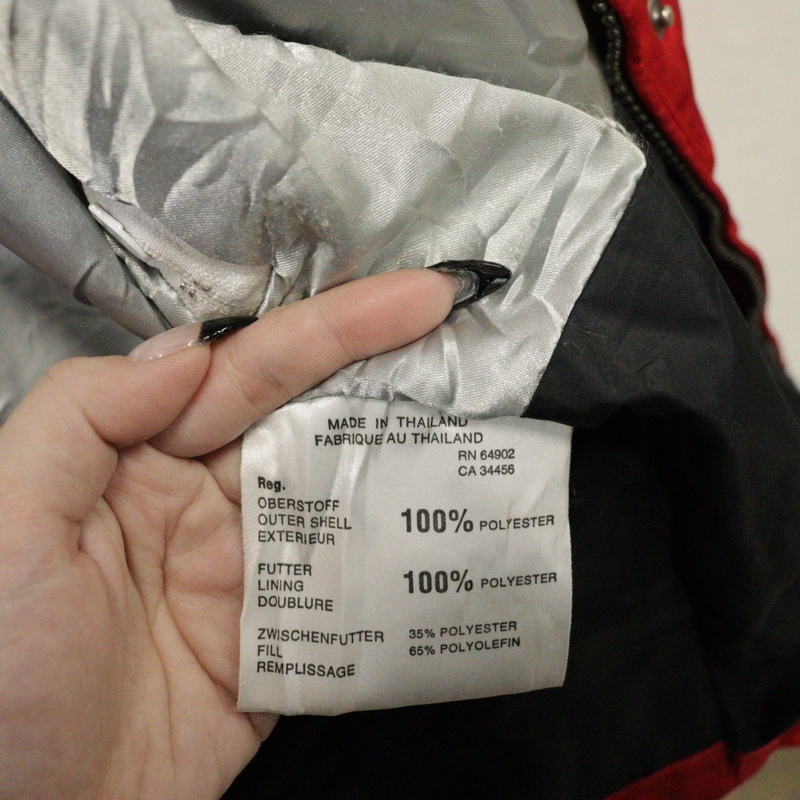 MADE IN THAILAND
FABRIQUE AU THAILAND
RN 64902
CA 34456
Reg.
OBERSTOFF
OUTER SHELL 100% POLYESTER
EXTERIEUR
FUTTER
LINING 100% POLYESTER
DOUBLURE
ZWISCHENFUTTER 35% POLYESTER
FILL 65% POLYOLEFIN
REMPLISSAGE